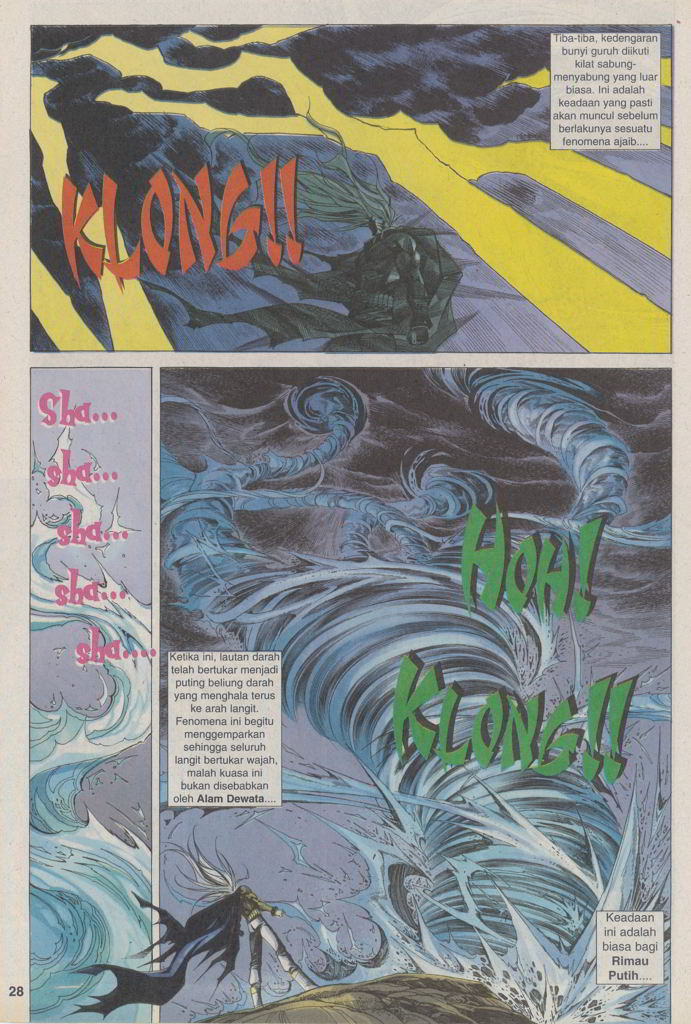 Tiba-tiba, kedengaran
bunyi guruh diikuti
kilat sabung-
menyabung yang luar
biasa. Ini adalah
keadaan yang pasti
akan muncul sebelum
berlakunya sesuatu
fenomena ajaib....
KLONG!!
Sha...
sha...
sha...
sha...
sha....
HOH!
KLONG!!
Ketika ini, lautan darah
telah bertukar menjadi
puting beliung darah
yang menghala terus
ke arah langit.
Fenomena ini begitu
menggemparkan
sehingga seluruh
langit bertukar wajah,
malah kuasa ini
bukan disebabkan
oleh Alam Dewata....
Keadaan
ini adalah
biasa bagi
Rimau
Putih....
28